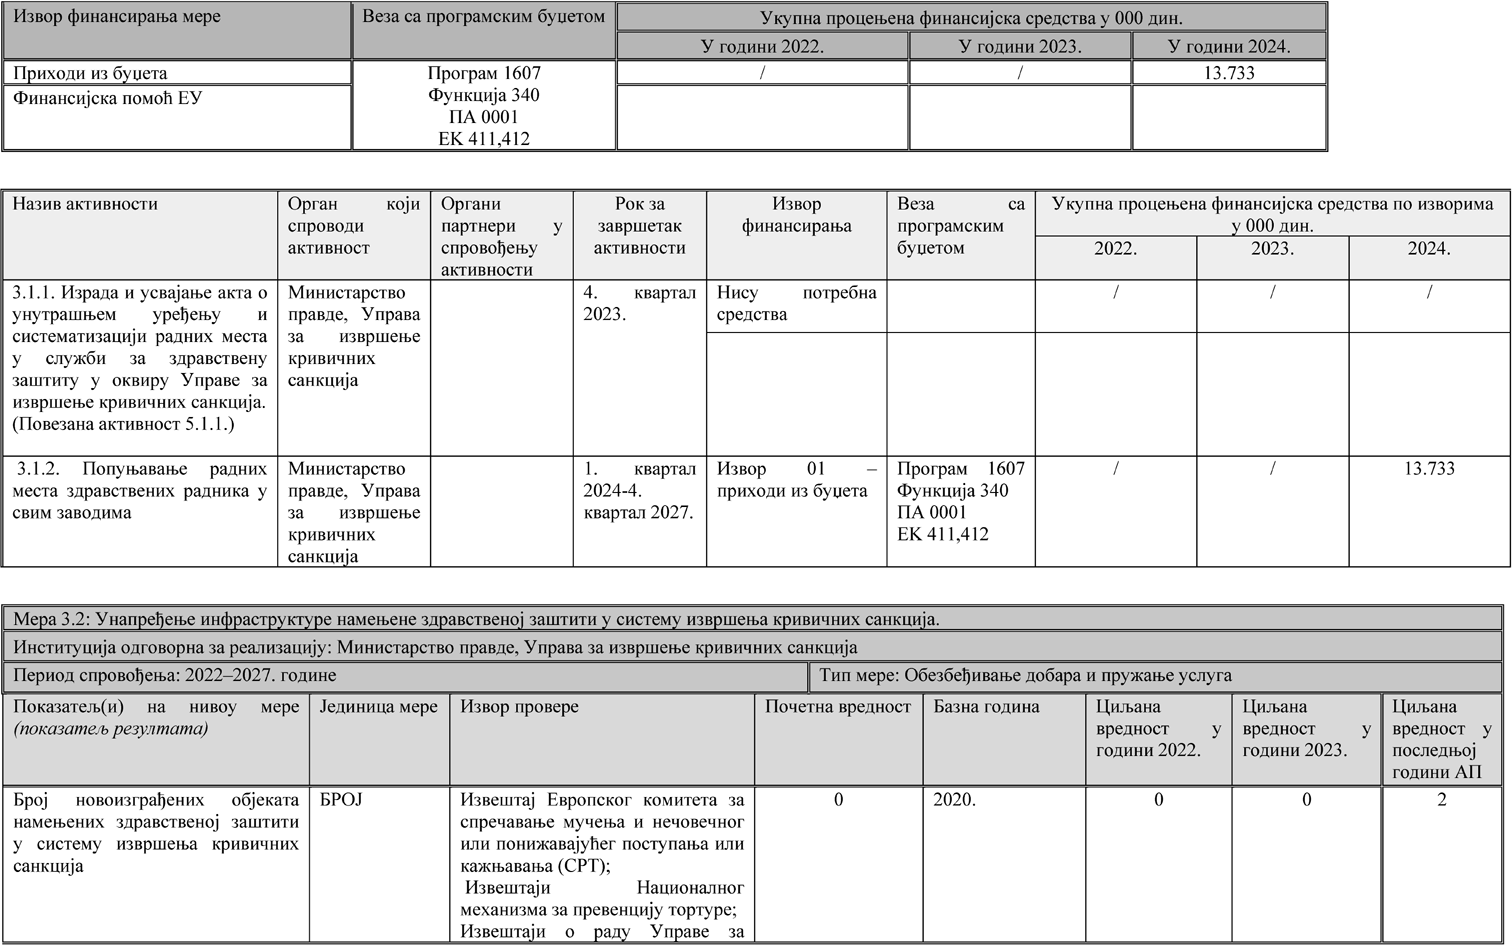 Извор финансирања мере
Веза са програмским буџетом
Укупна процењена финансијска средства у 000 дин.
У години 2022.
У години 2023.
У години 2024.
Приходи из буџета
Програм 1607
Функција 340
ПА 0001
ЕК 411,412
/
/
13.733
Финансијска помоћ ЕУ
Назив активности
Орган који
спроводи
активност
Органи
партнери у
спровођењу
активности
Рок за
завршетак
активности
Извор
финансирања
Веза са
програмским
буџетом
Укупна процењена финансијска средства по изворима
у 000 дин.
2022.
2023.
2024.
3.1.1. Израда и усвајање акта о
унутрашњем уређењу и
систематизацији радних места
у служби за здравствену
заштиту у оквиру Управе за
извршење кривичних санкција.
(Повезана активност 5.1.1.)
Министарство
правде, Управа
за извршење
кривичних
санкција
4. квартал
2023.
Нису потребна
средства
/
/
/
3.1.2. Попуњавање радних
места здравствених радника у
свим заводима
Министарство
правде, Управа
за извршење
кривичних
санкција
1. квартал
2024-4.
квартал 2027.
Извор 01 –
приходи из буџета
Програм 1607
Функција 340
ПА 0001
ЕК 411,412
/
/
13.733
Мера 3.2: Унапређење инфраструктуре намењене здравственој заштити у систему извршења кривичних санкција.
Институција одговорна за реализацију: Министарство правде, Управа за извршење кривичних санкција
Период спровођења: 2022–2027. године
Тип мере: Обезбеђивање добара и пружање услуга
Показатељ(и) на нивоу мере
(показатељ резултата)
Јединица мере
Извор провере
Почетна вредност
Базна година
Циљана
вредност у
години 2022.
Циљана
вредност у
години 2023.
Циљана
вредност у
последњој
години АП
Број новоизграђених објеката
намењених здравственој заштити
у систему извршења кривичних
санкција
БРОЈ
Извештај Европског комитета за
спречавање мучења и нечовечног
или понижавајућег поступања или
кажњавања (CPT);
Извештаји Националног
механизма за превенцију тортуре;
Извештаји о раду Управе за
0
2020.
0
0
2